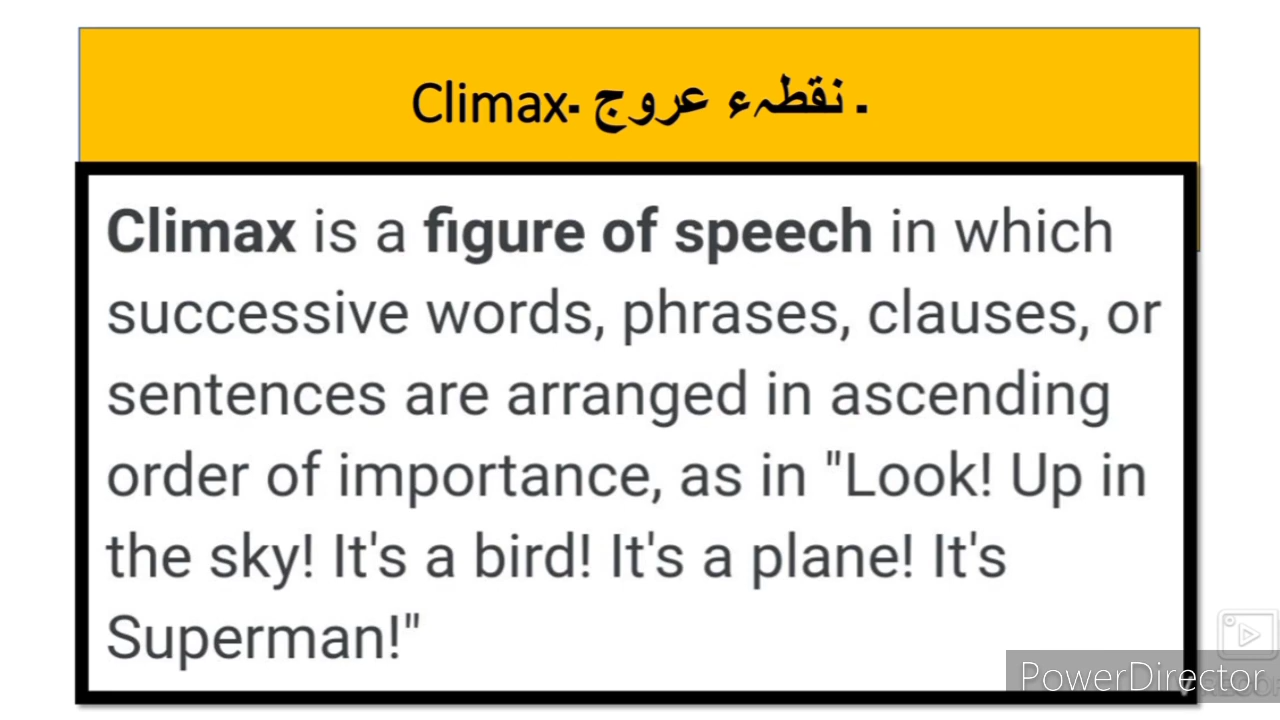 Climax- نقطہء عروج -
Climax is a figure of speech in which
successive words, phrases, clauses, or
sentences are arranged in ascending
order of importance, as in "Look! Up in
the sky! It's a bird! It's a plane! It's
Superman!"
PowerDirector